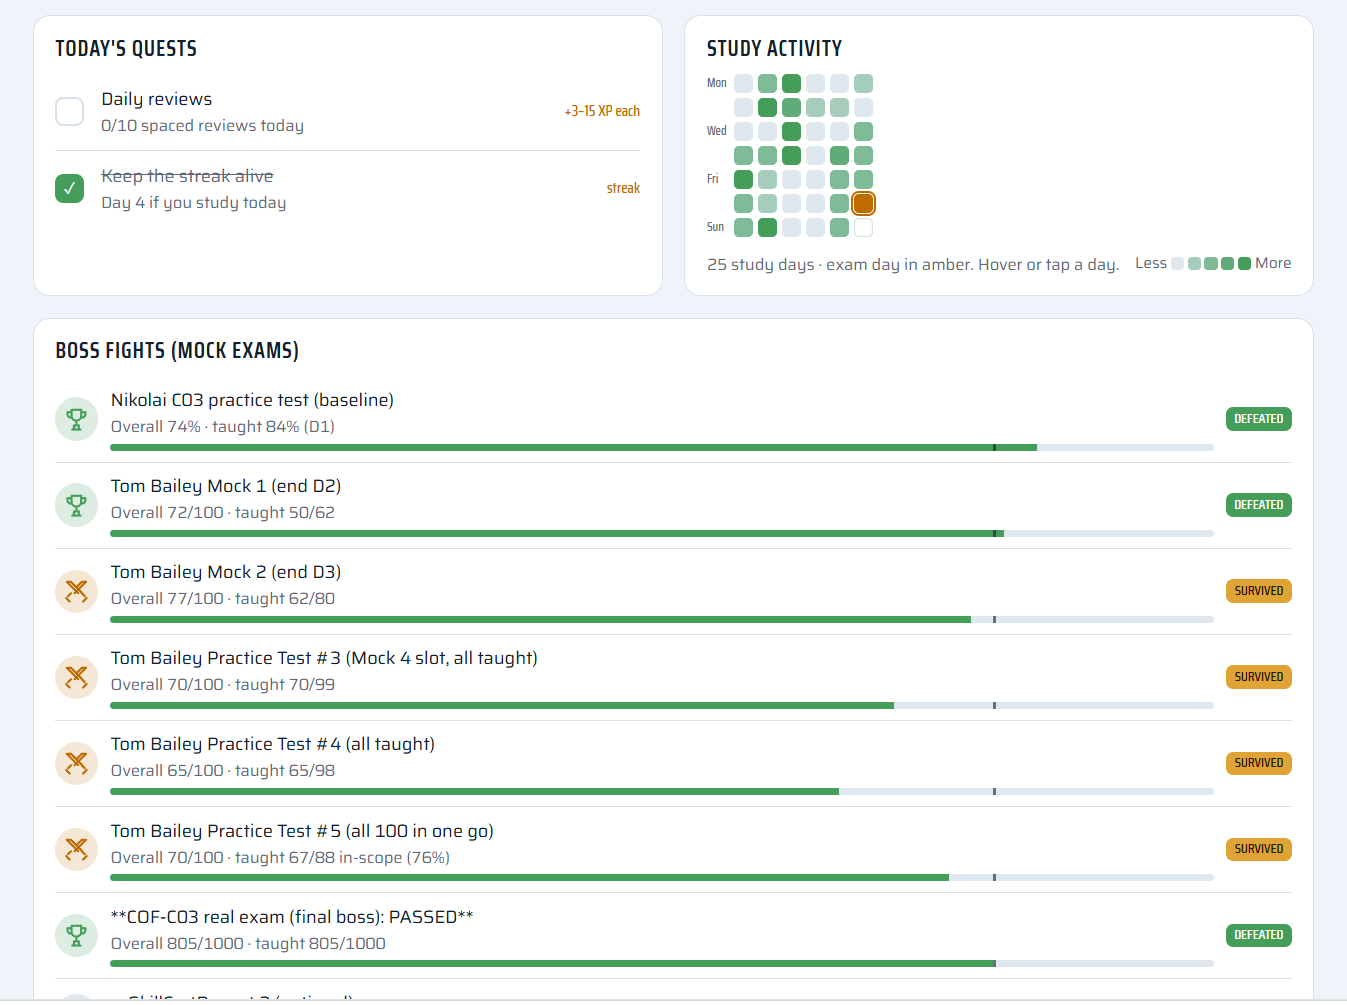 TODAY'S QUESTS
Daily reviews
0/10 spaced reviews today
+3–15 XP each
Keep the streak alive
Day 4 if you study today
streak
STUDY ACTIVITY
Mon
Wed
Fri
Sun
25 study days · exam day in amber. Hover or tap a day.
Less
More
BOSS FIGHTS (MOCK EXAMS)
Nikolai C03 practice test (baseline)
Overall 74% · taught 84% (D1)
DEFEATED
Tom Bailey Mock 1 (end D2)
Overall 72/100 · taught 50/62
DEFEATED
Tom Bailey Mock 2 (end D3)
Overall 77/100 · taught 62/80
SURVIVED
Tom Bailey Practice Test #3 (Mock 4 slot, all taught)
Overall 70/100 · taught 70/99
SURVIVED
Tom Bailey Practice Test #4 (all taught)
Overall 65/100 · taught 65/98
SURVIVED
Tom Bailey Practice Test #5 (all 100 in one go)
Overall 70/100 · taught 67/88 in-scope (76%)
SURVIVED
**COF-C03 real exam (final boss): PASSED**
Overall 805/1000 · taught 805/1000
DEFEATED